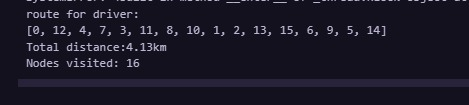 route for driver:
[0, 12, 4, 7, 3, 11, 8, 10, 1, 2, 13, 15, 6, 9, 5, 14]
Total distance:4.13km
Nodes visited: 16